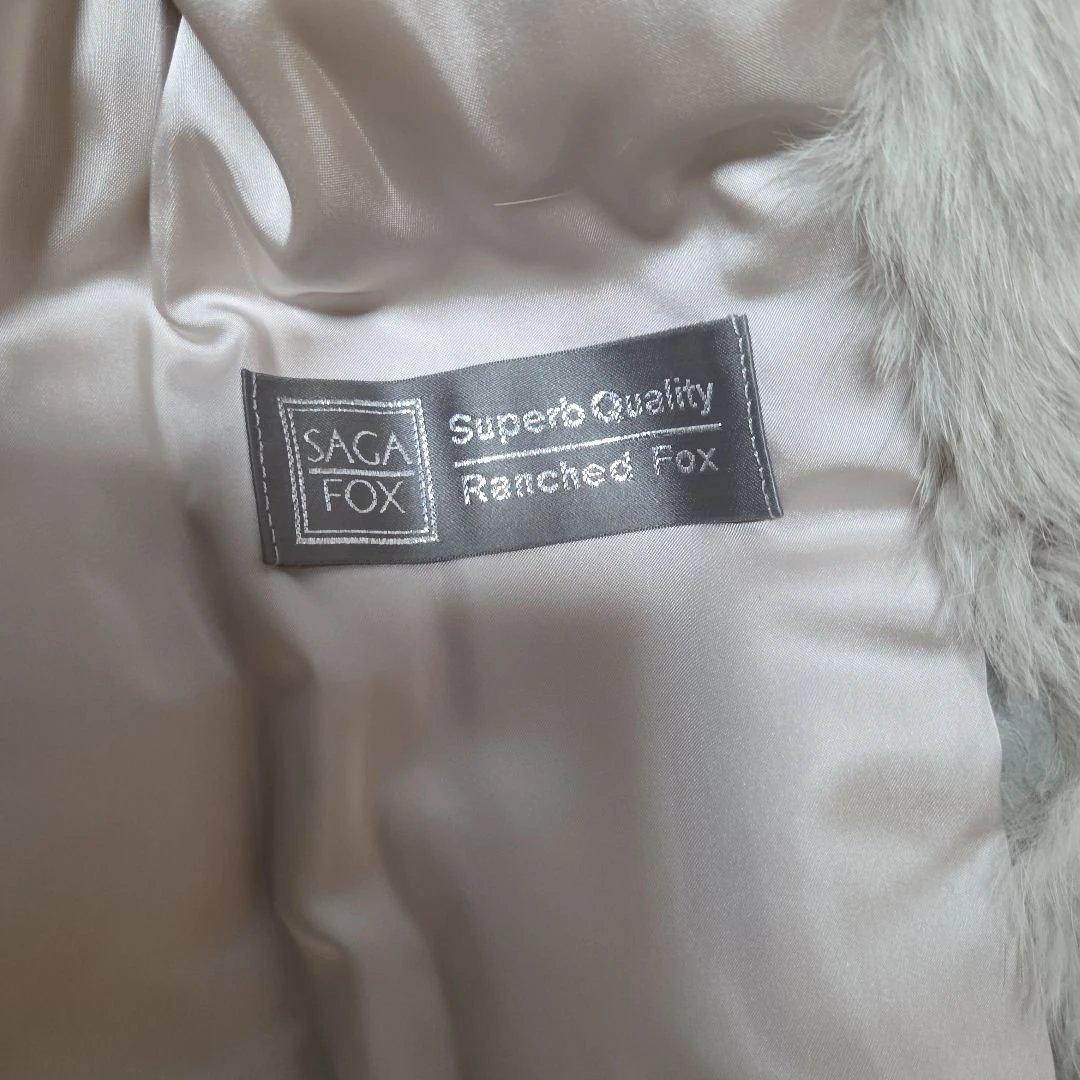 SAGA
FOX
Superb Quality
Ranched Fox